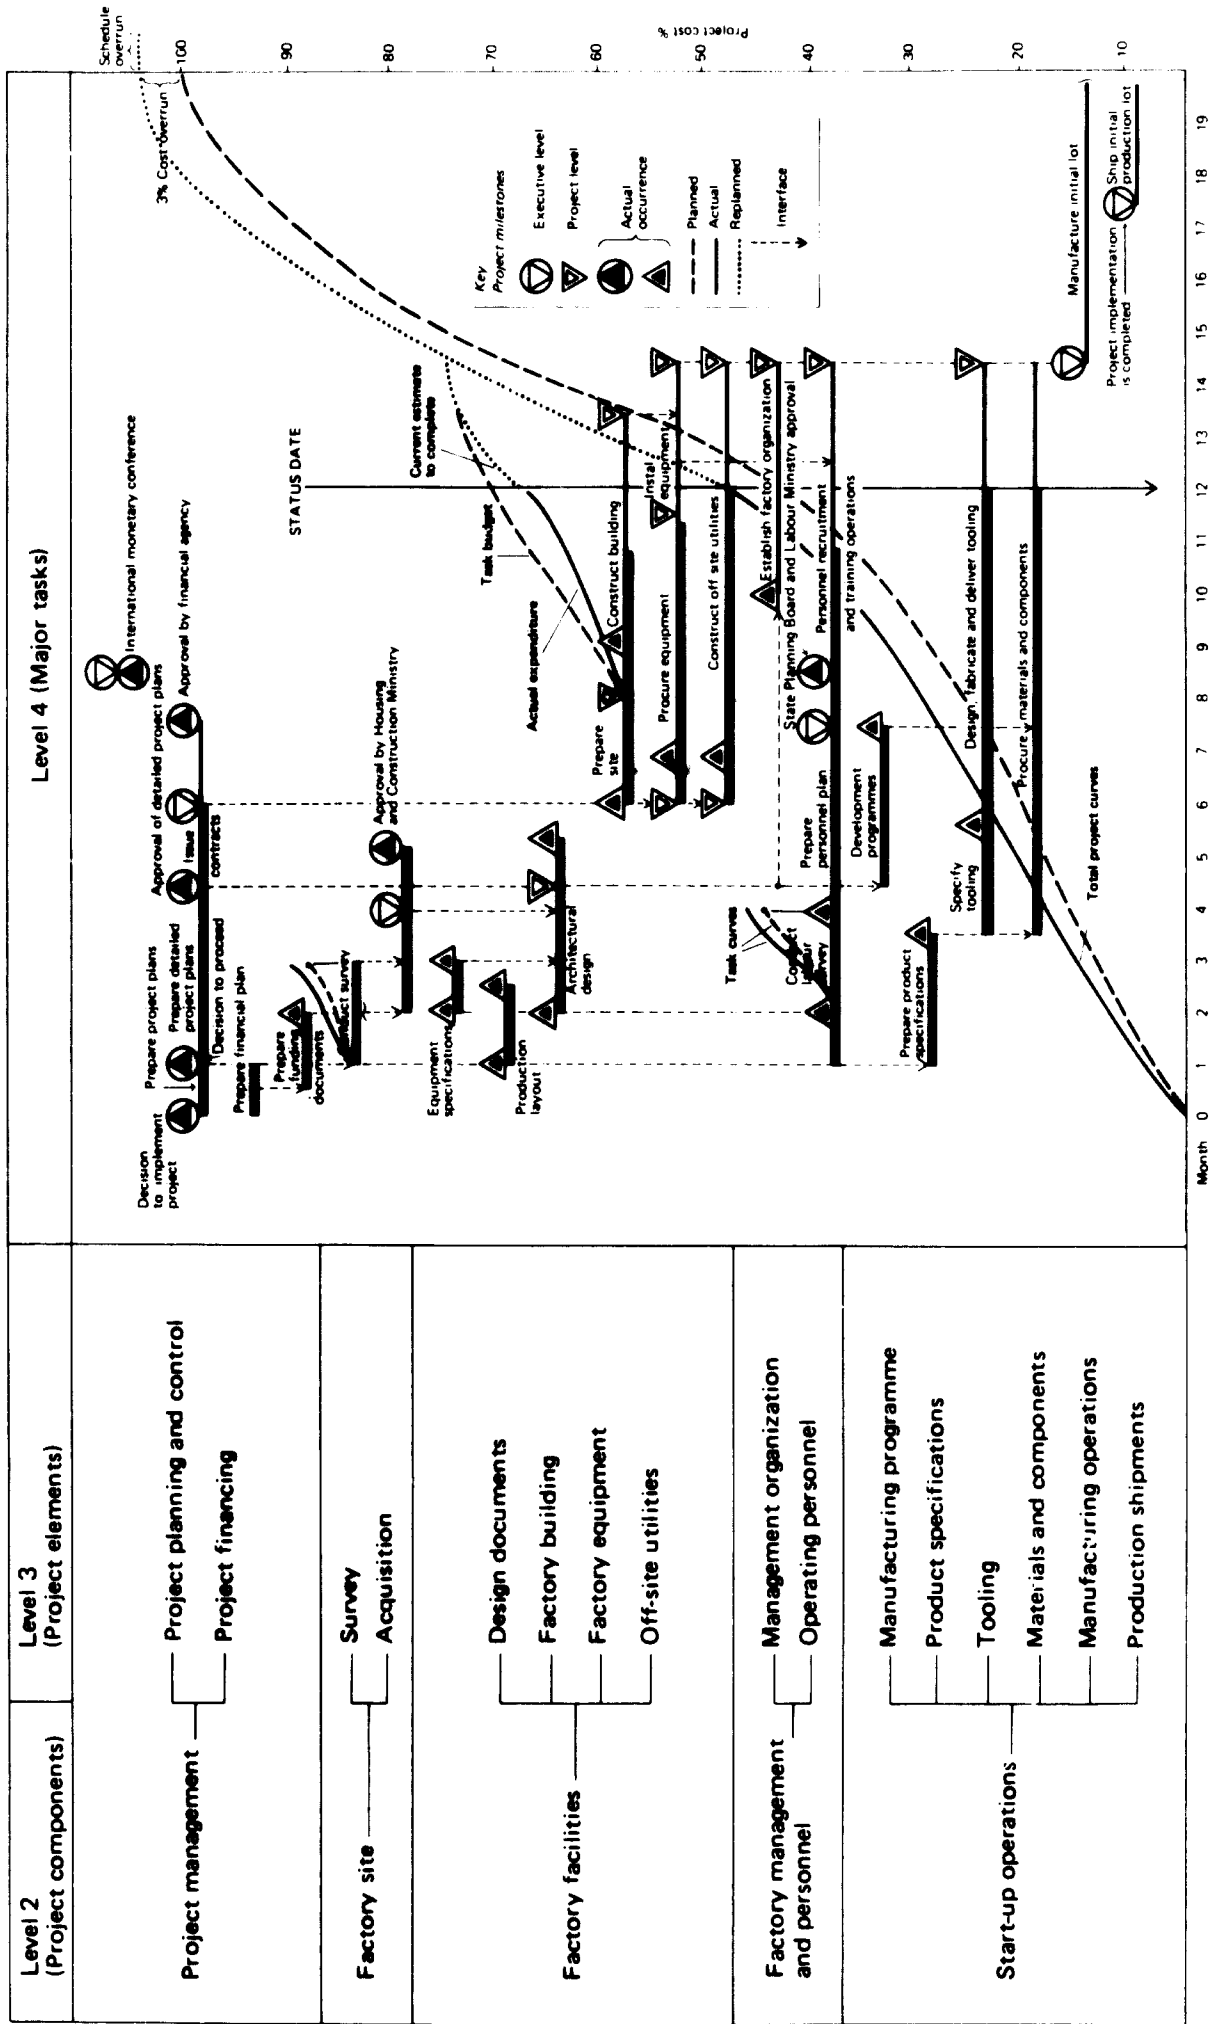 Level 2
(Project components)
Level 3
(Project elements)
Level 4 (Major tasks)
Project management
Project planning and control
Project financing
Factory site
Survey
Acquisition
Factory facilities
Design documents
Factory building
Factory equipment
Off-site utilities
Factory management
and personnel
Management organization
Operating personnel
Start-up operations
Manufacturing programme
Product specifications
Tooling
Materials and components
Manufacturing operations
Production shipments
Decision
to implement
project
Prepare project plans
Prepare detailed
project plans
Decision to proceed
Approval of detailed project plans
Issue
contracts
Approval by financial agency
International monetary conference
Prepare financial plan
Prepare
funding
documents
survey
Approval by Housing
and Construction Ministry
Equipment
specifications
Production
layout
Architectural
design
STATUS DATE
Current estimate
to complete
Task budget
Actual expenditure
Prepare
site
Construct building
Procure equipment
Instal
equipment
Construct off site utilities
Establish factory organization
State Planning Board and Labour Ministry approval
Personnel recruitment
and training operations
Prepare
personnel plan
Task curves
survey
Development
programmes
Prepare product
specifications
Specify
tooling
Design, fabricate and deliver tooling
Procure materials and components
Total project curves
Manufacture initial lot
Project implementation
is completed
Ship initial
production lot
Key
Project milestones
Executive level
Project level
Actual
occurrence
Planned
Actual
Replanned
Interface
3% Cost overrun
Schedule
overrun
100
90
80
70
60
50
40
30
20
10
Project cost %
Month
0
1
2
3
4
5
6
7
8
9
10
11
12
13
14
15
16
17
18
19